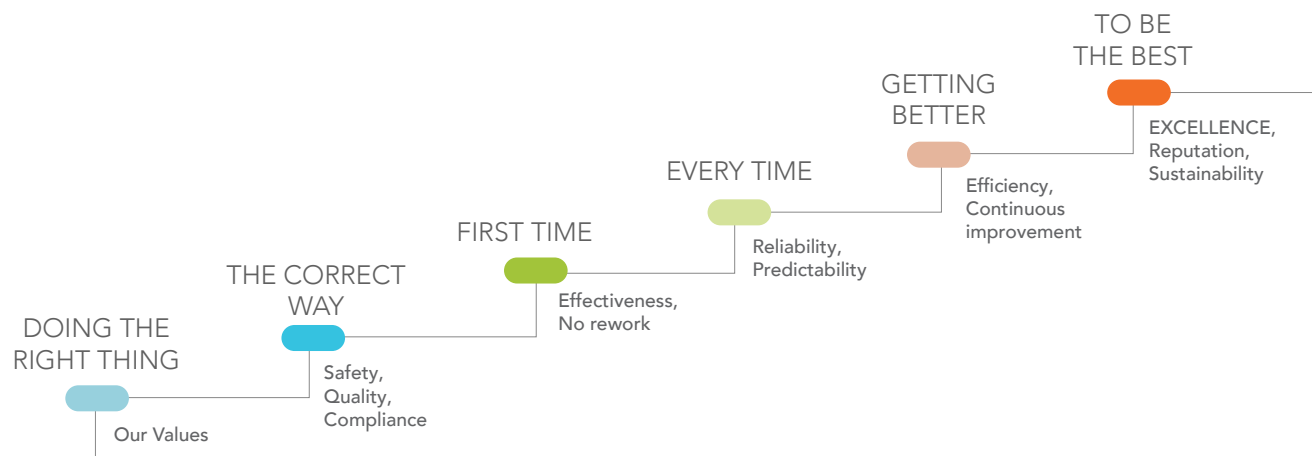 DOING THE
RIGHT THING
Our Values
THE CORRECT
WAY
Safety,
Quality,
Compliance
FIRST TIME
Effectiveness,
No rework
EVERY TIME
Reliability,
Predictability
GETTING
BETTER
Efficiency,
Continuous
improvement
TO BE
THE BEST
EXCELLENCE,
Reputation,
Sustainability